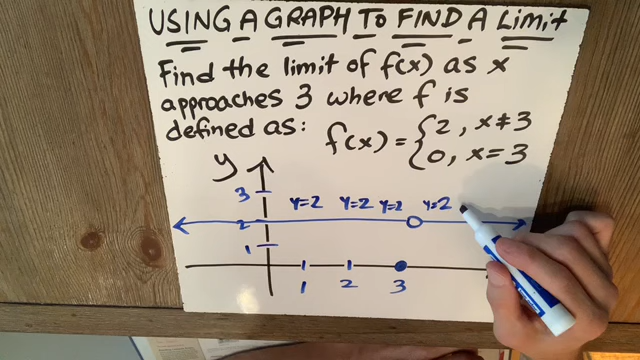 USING A GRAPH TO FIND A Limit
Find the limit of f(x) as x
approaches 3 where f is
defined as: f(x) = { 2, x ≠ 3
0, x = 3
y
3
y=2 y=2 y=2 y=2
2
1
1 2 3